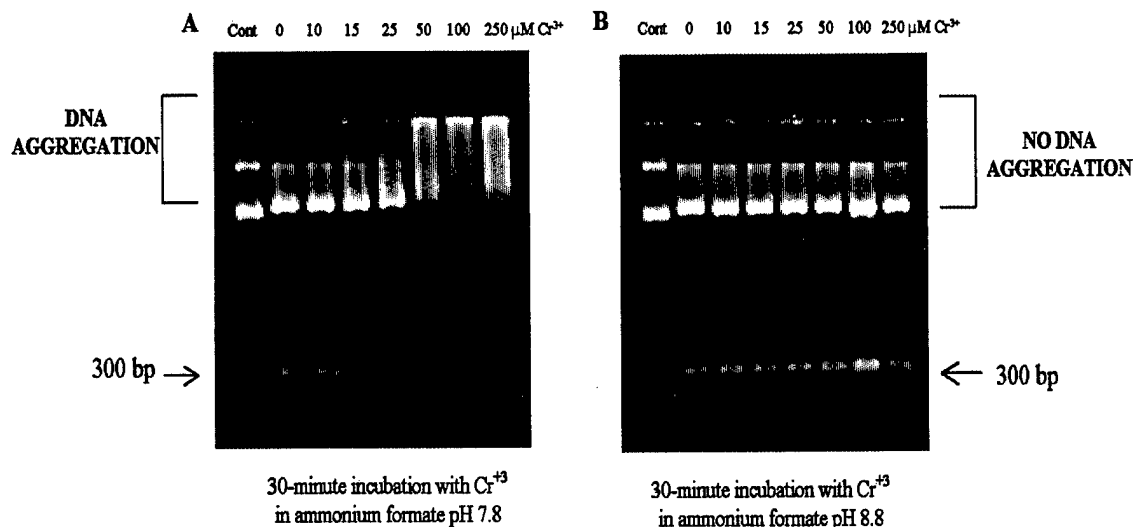 A Cont 0 10 15 25 50 100 250 μM Cr³⁺
B Cont 0 10 15 25 50 100 250 μM Cr³⁺
DNA
AGGREGATION
NO DNA
AGGREGATION
300 bp
300 bp
30-minute incubation with Cr⁺³
in ammonium formate pH 7.8
30-minute incubation with Cr⁺³
in ammonium formate pH 8.8